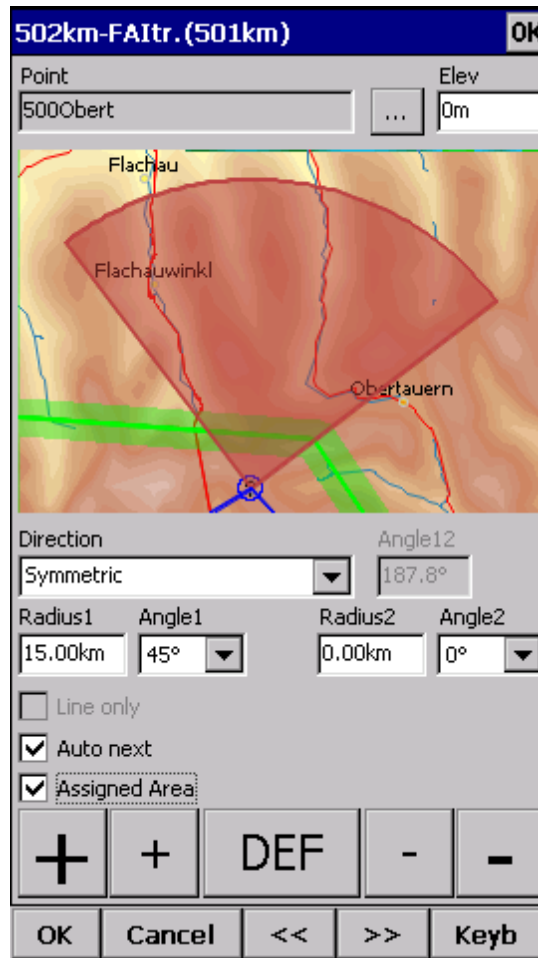 502km-FAItr.(501km)
OK
Point
Elev
500Obert
...
0m
Flachau
Flachauwinkl
Obertauern
Direction
Angle12
Symmetric
187.8°
Radius1
Angle1
Radius2
Angle2
15.00km
45°
0.00km
0°
Line only
Auto next
Assigned Area
+
+
DEF
-
-
OK
Cancel
<<
>>
Keyb